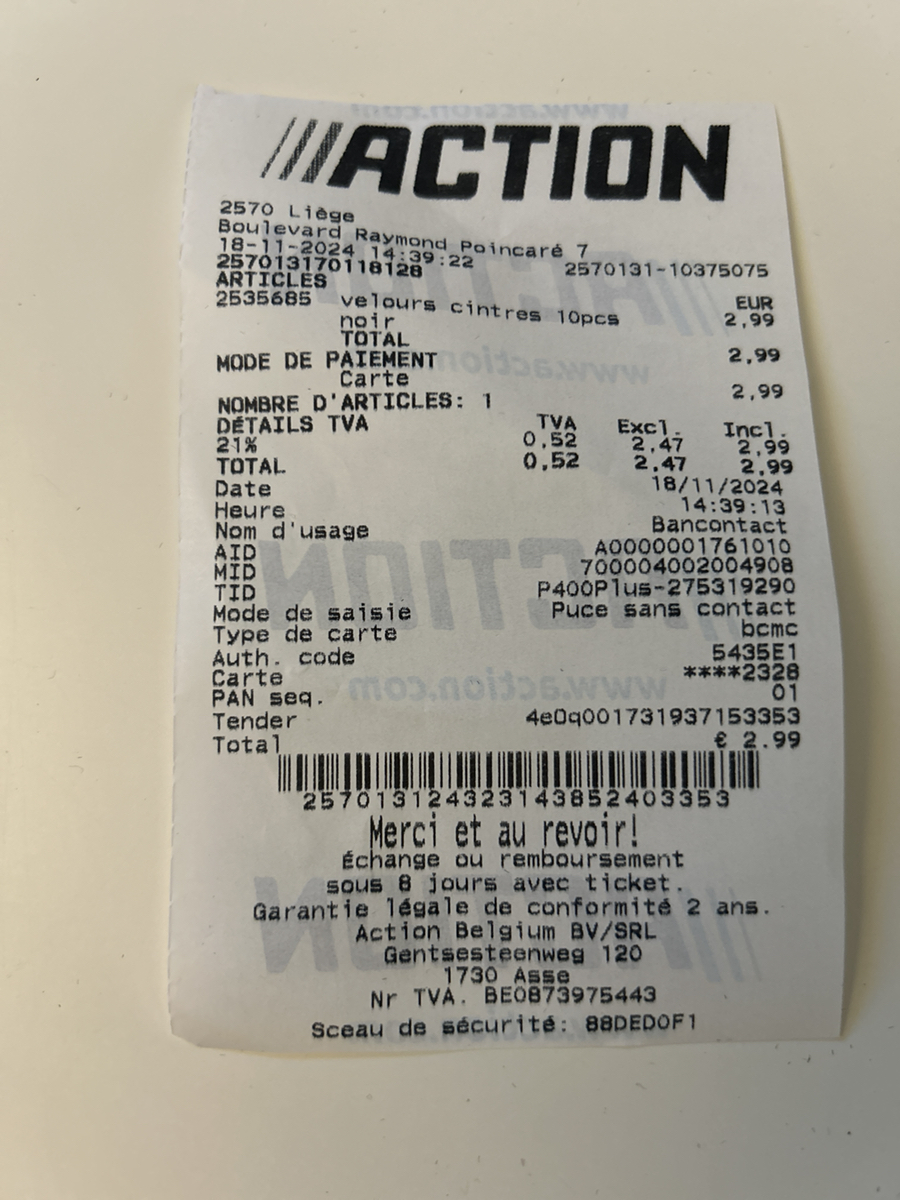 ///ACTION
2570 Liège
Boulevard Raymond Poincaré 7
18-11-2024 14:39:22
257013170118128 2570131-10375075
ARTICLES EUR
2535685 velours cintres 10pcs
noir 2,99
TOTAL 2,99
MODE DE PAIEMENT
Carte 2,99
NOMBRE D'ARTICLES: 1
DÉTAILS TVA TVA Excl. Incl.
21% 0,52 2,47 2,99
TOTAL 0,52 2,47 2,99
Date 18/11/2024
Heure 14:39:13
Nom d'usage Bancontact
AID A0000001761010
MID 700004002004908
TID P400Plus-275319290
Mode de saisie Puce sans contact
Type de carte bcmc
Auth. code 5435E1
Carte ****2328
PAN seq. 01
Tender 4e0q001731937153353
Total € 2.99
2570131243231438524033​53
Merci et au revoir!
Échange ou remboursement
sous 8 jours avec ticket.
Garantie légale de conformité 2 ans.
Action Belgium BV/SRL
Gentsesteenweg 120
1730 Asse
Nr TVA. BE0873975443
Sceau de sécurité: 88DED0F1